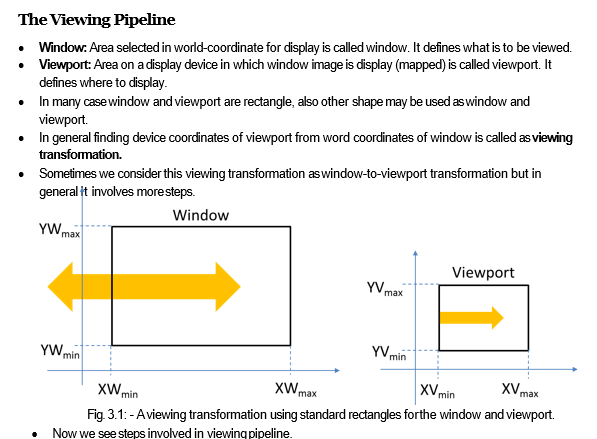 The Viewing Pipeline
• Window: Area selected in world-coordinate for display is called window. It defines what is to be viewed.
• Viewport: Area on a display device in which window image is display (mapped) is called viewport. It
defines where to display.
• In many case window and viewport are rectangle, also other shape may be used as window and
viewport.
• In general finding device coordinates of viewport from word coordinates of window is called as viewing
transformation.
• Sometimes we consider this viewing transformation as window-to-viewport transformation but in
general it involves more steps.
Window
YWmax
Viewport
YVmax
YWmin
YVmin
XWmin
XWmax
XVmin
XVmax
Fig. 3.1: - A viewing transformation using standard rectangles for the window and viewport.
• Now we see steps involved in viewing pipeline.